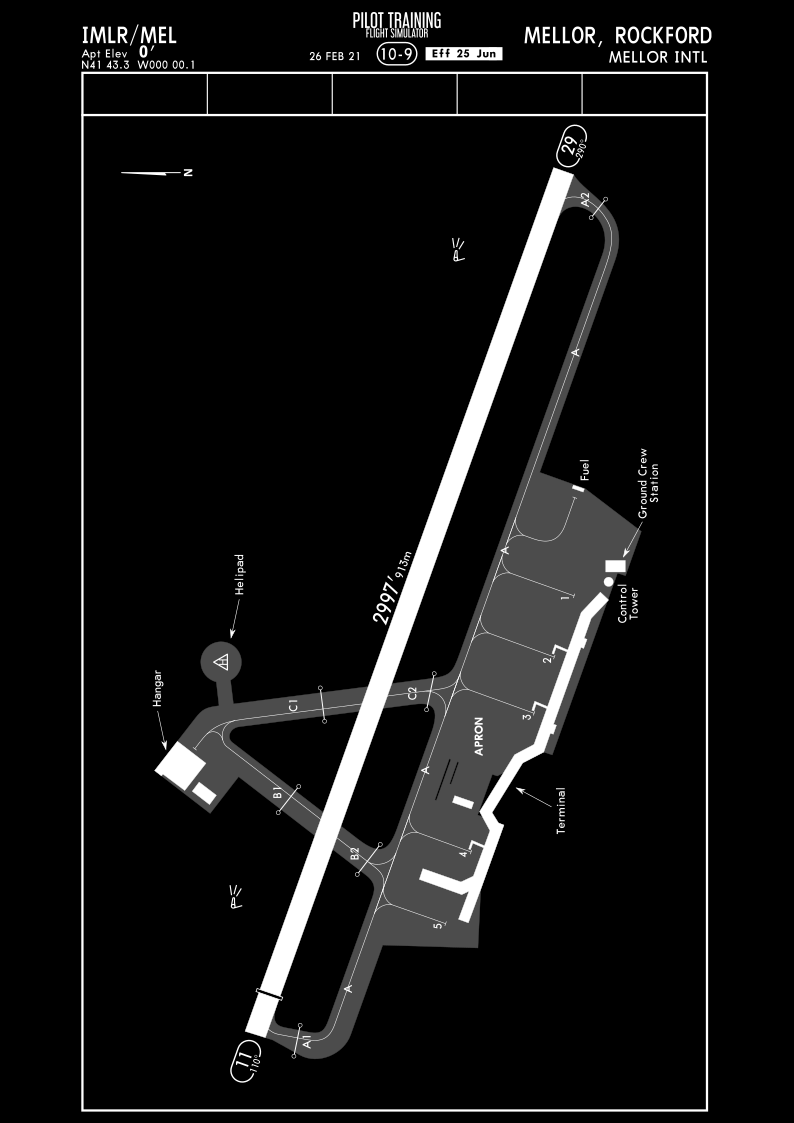 IMLR/MEL
Apt Elev 0'
N41 43.3 W000 00.1
PILOT TRAINING
FLIGHT SIMULATOR
26 FEB 21 10-9 Eff 25 Jun
MELLOR, ROCKFORD
MELLOR INTL
N
29
290°
A2
A
Fuel
Ground Crew
Station
A
Helipad
2997'
913m
1
Control
Tower
2
H
Hangar
C1
C2
3
APRON
A
B1
Terminal
B2
4
5
A
A1
11
110°